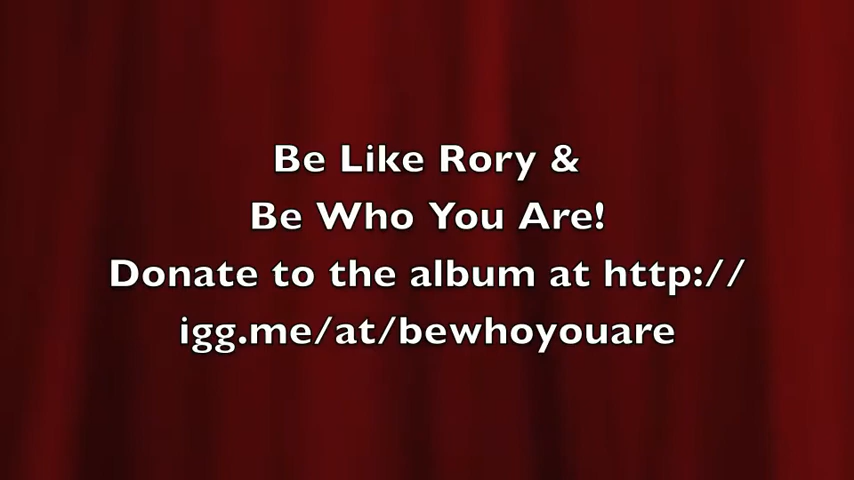 Be Like Rory &
Be Who You Are!
Donate to the album at http://
igg.me/at/bewhoyouare